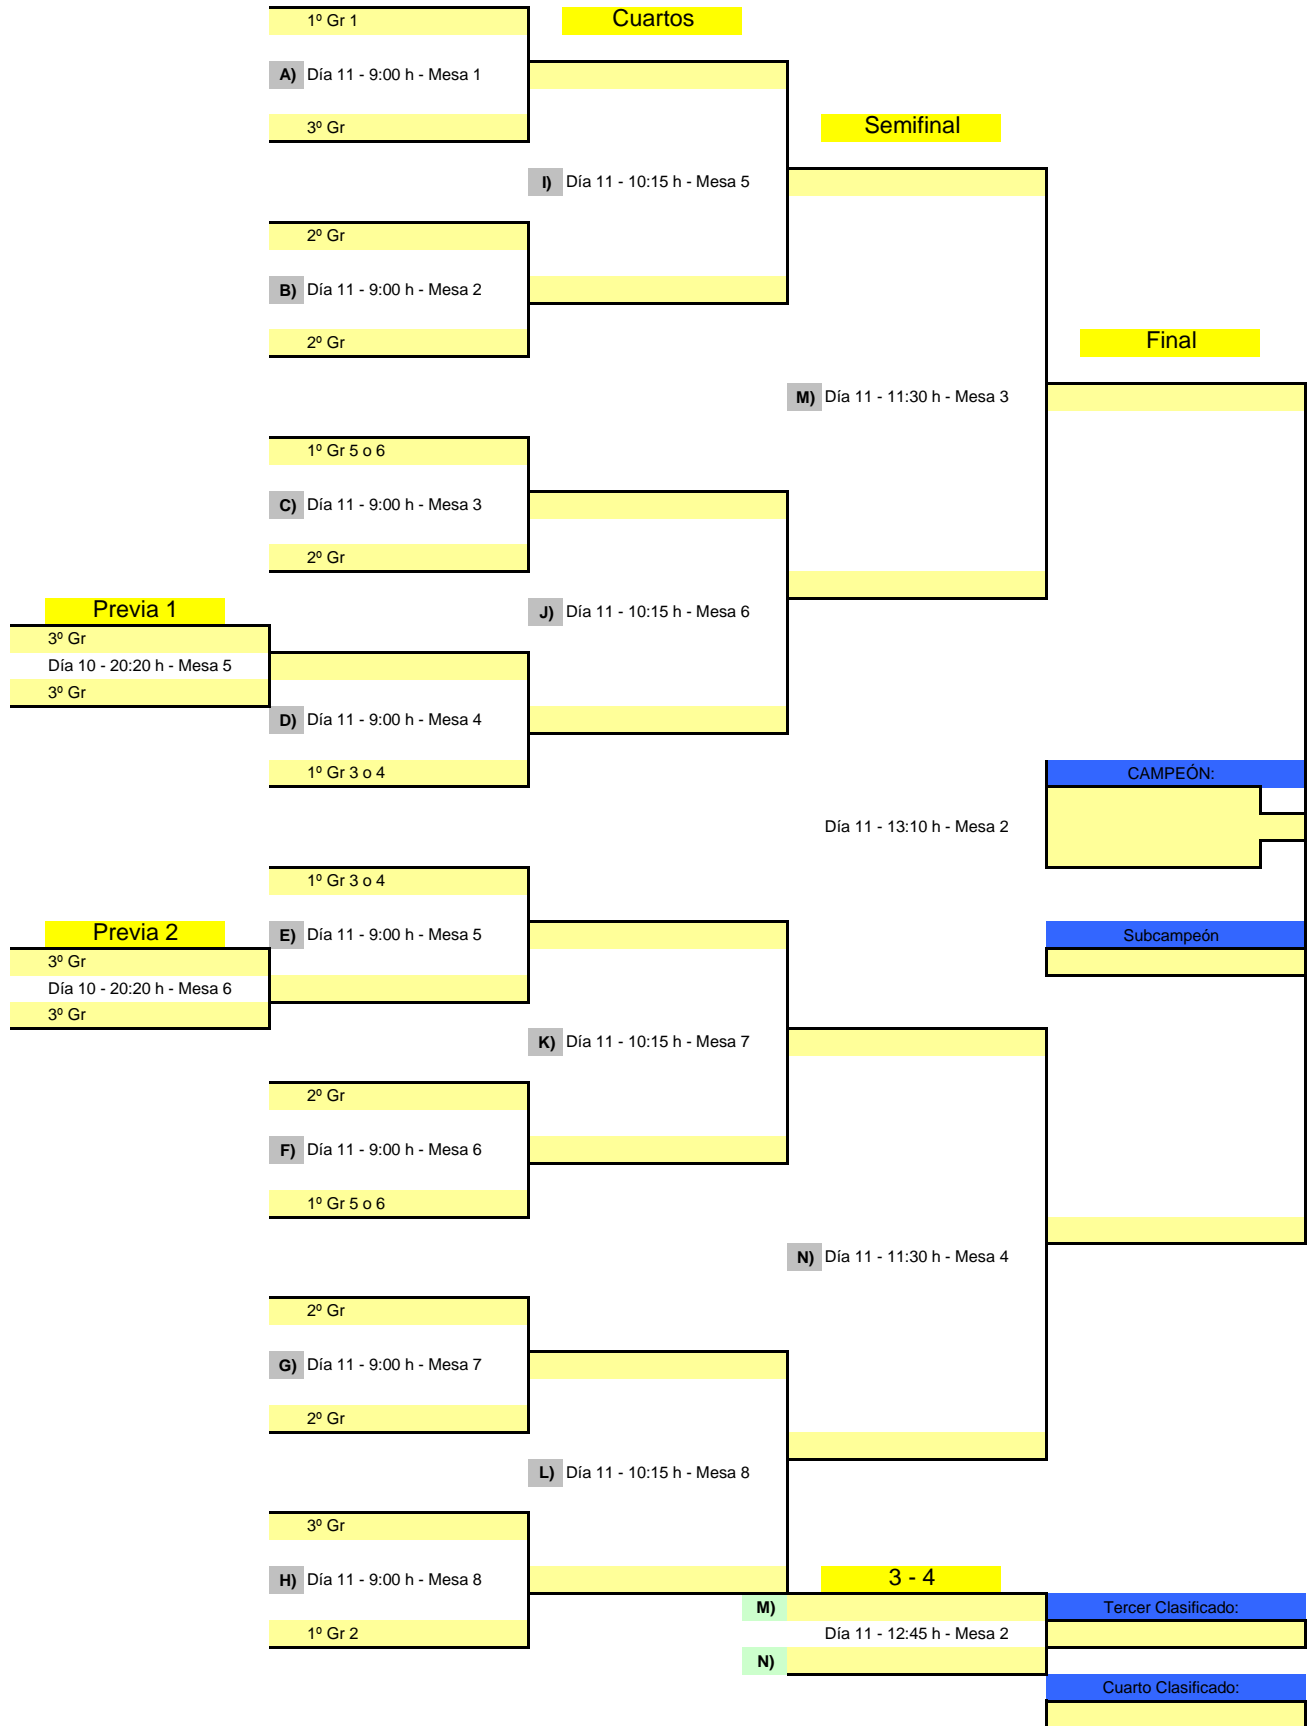 1º Gr 1
Cuartos
A) Día 11 - 9:00 h - Mesa 1
3º Gr
Semifinal
I) Día 11 - 10:15 h - Mesa 5
2º Gr
B) Día 11 - 9:00 h - Mesa 2
2º Gr
Final
M) Día 11 - 11:30 h - Mesa 3
1º Gr 5 o 6
C) Día 11 - 9:00 h - Mesa 3
2º Gr
Previa 1
J) Día 11 - 10:15 h - Mesa 6
3º Gr
Día 10 - 20:20 h - Mesa 5
3º Gr
D) Día 11 - 9:00 h - Mesa 4
1º Gr 3 o 4
CAMPEÓN:
Día 11 - 13:10 h - Mesa 2
1º Gr 3 o 4
Previa 2
E) Día 11 - 9:00 h - Mesa 5
Subcampeón
3º Gr
Día 10 - 20:20 h - Mesa 6
3º Gr
K) Día 11 - 10:15 h - Mesa 7
2º Gr
F) Día 11 - 9:00 h - Mesa 6
1º Gr 5 o 6
N) Día 11 - 11:30 h - Mesa 4
2º Gr
G) Día 11 - 9:00 h - Mesa 7
2º Gr
L) Día 11 - 10:15 h - Mesa 8
3º Gr
H) Día 11 - 9:00 h - Mesa 8
3 - 4
M)
Tercer Clasificado:
1º Gr 2
Día 11 - 12:45 h - Mesa 2
N)
Cuarto Clasificado: